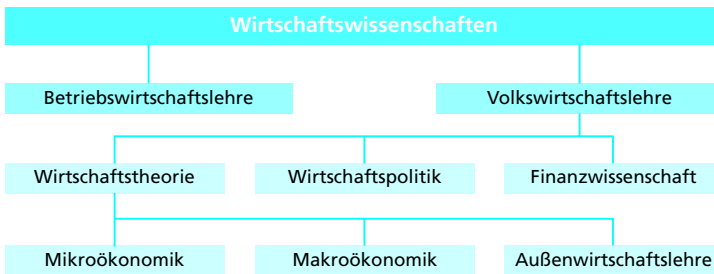 Wirtschaftswissenschaften
Betriebswirtschaftslehre
Volkswirtschaftslehre
Wirtschaftstheorie
Wirtschaftspolitik
Finanzwissenschaft
Mikroökonomik
Makroökonomik
Außenwirtschaftslehre